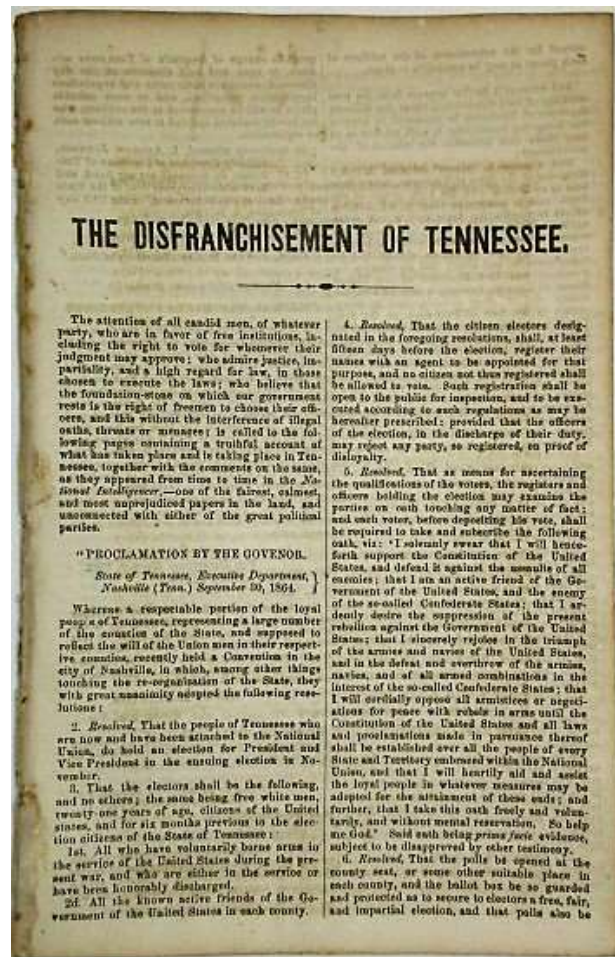 THE DISFRANCHISEMENT OF TENNESSEE.
The attention of all candid men, of whatever
party, who are in favor of free institutions, in-
cluding the right to vote for whenever their
judgment may approve; who admire justice, im-
partiality, and a high regard for law, in those
chosen to execute the laws; who believe that
the foundation-stone on which our government
rests is the right of freemen to choose their offi-
cers, and this without the interference of illegal
oaths, threats or menaces; is called to the fol-
lowing pages containing a truthful account of
what has taken place and is taking place in Ten-
nessee, together with the comments on the same,
as they appeared from time to time in the Na-
tional Intelligencer,—one of the fairest, calmest,
and most unprejudiced papers in the land, and
unconnected with either of the great political
parties.
"PROCLAMATION BY THE GOVENOR.
State of Tennessee, Executive Department,
Nashville (Tenn.) September 30, 1864.
Whereas a respectable portion of the loyal
people of Tennessee, representing a large number
of the counties of the State, and supposed to
reflect the will of the Union men in their respect-
ive counties, recently held a Convention in the
city of Nashville, in which, among other things
touching the re-organisation of the State, they
with great unanimity adopted the following reso-
lutions:
2. Resolved, That the people of Tennessee who
are now and have been attached to the National
Union, do hold an election for President and
Vice President in the ensuing election in No-
vember.
3. That the electors shall be the following,
and no others; the same being free white men,
twenty-one years of age, citizens of the United
states, and for six months previous to the elec-
tion citizens of the State of Tennessee:
1st. All who have voluntarily borne arms in
the service of the United States during the pre-
sent war, and who are either in the service or
have been honorably discharged.
2d. All the known active friends of the Go-
vernment of the United States in each county.
4. Resolved, That the citizen electors desig-
nated in the foregoing resolutions, shall, at least
fifteen days before the election, register their
names with an agent to be appointed for that
purpose, and no citizen not thus registered shall
be allowed to vote. Such registration shall be
open to the public for inspection, and to be exe-
cuted according to such regulations as may be
hereafter prescribed: provided that the officers
of the election, in the discharge of their duty,
may reject any party, so registered, on proof of
disloyalty.
5. Resolved, That as means for ascertaining
the qualifications of the voters, the registers and
officers holding the election may examine the
parties on oath touching any matter of fact;
and each voter, before depositing his vote, shall
be required to take and subscribe the following
oath, viz: 'I solemnly swear that I will hence-
forth support the Constitution of the United
States, and defend it against the assaults of all
enemies; that I am an active friend of the Go-
vernment of the United States, and the enemy
of the so-called Confederate States; that I ar-
dently desire the suppression of the present
rebellion against the Government of the United
States; that I sincerely rejoice in the triumph
of the armies and navies of the United States,
and in the defeat and overthrow of the armies,
navies, and of all armed combinations in the
interest of the so-called Confederate States; that
I will cordially oppose all armistices or negoti-
ations for peace with rebels in arms until the
Constitution of the United States and all laws
and proclamations made in pursuance thereof
shall be established over all the people of every
State and Territory embraced within the National
Union, and that I will heartily aid and assist
the loyal people in whatever measures may be
adopted for the attainment of these ends; and
further, that I take this oath freely and volun-
tarily, and without mental reservation. So help
me God.' Said oath being prima facie evidence,
subject to be disapproved by other testimony.
6. Resolved, That the polls be opened at the
county seat, or some other suitable place in
each county, and the ballot box be so guarded
and protected as to secure to electors a free, fair,
and impartial election, and that polls also be